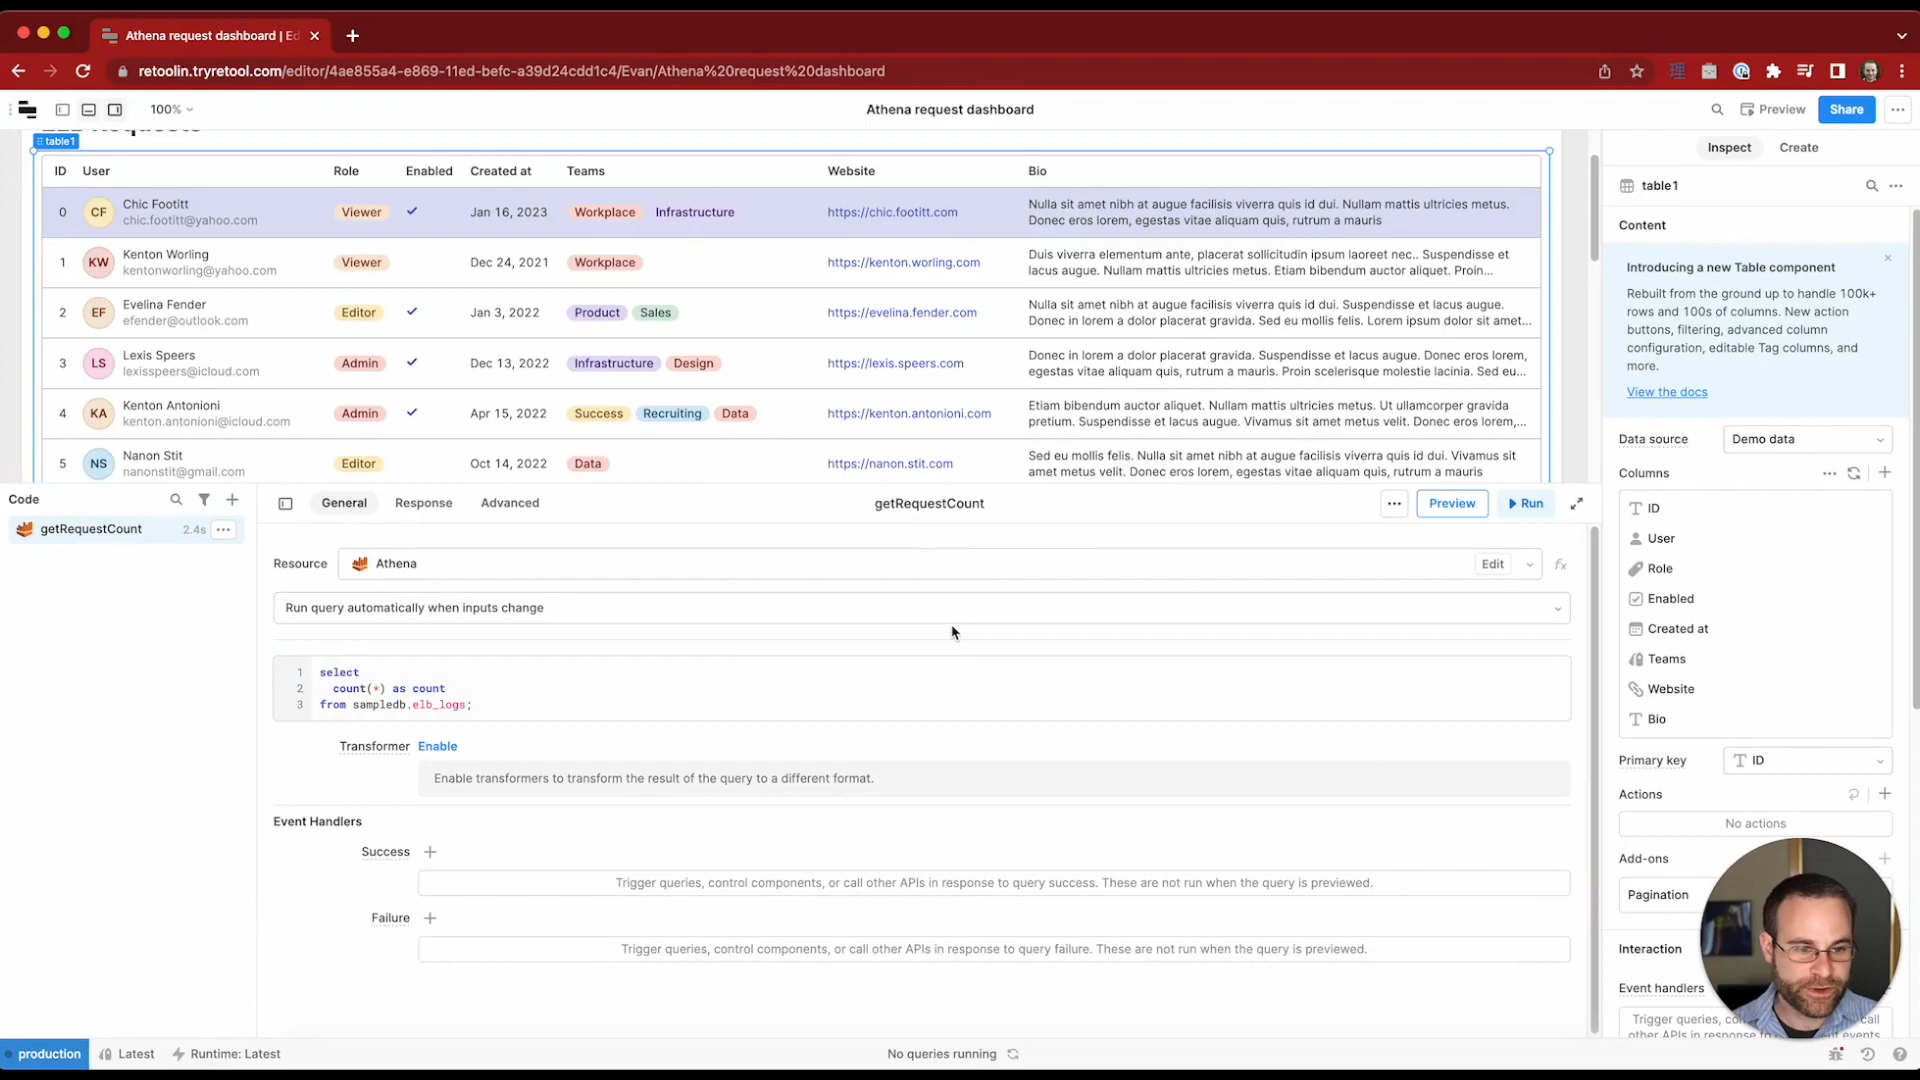 Athena request dashboard | Ed
retoolin.tryretool.com/editor/4ae855a4-e869-11ed-befc-a39d24cdd1c4/Evan/Athena%20request%20dashboard
100%
Athena request dashboard
Preview
Share
ELB Requests
table1
ID User Role Enabled Created at Teams Website Bio
0 CF Chic Footitt Viewer Jan 16, 2023 Workplace Infrastructure https://chic.footitt.com Nulla sit amet nibh at augue facilisis viverra quis id dui. Nullam mattis ultricies metus.
chic.footitt@yahoo.com Donec eros lorem, egestas vitae aliquam quis, rutrum a mauris
1 KW Kenton Worling Viewer Dec 24, 2021 Workplace https://kenton.worling.com Duis viverra elementum ante, placerat sollicitudin ipsum laoreet nec.. Suspendisse et
kentonworling@yahoo.com lacus augue. Nullam mattis ultricies metus. Etiam bibendum auctor aliquet. Proin...
2 EF Evelina Fender Editor Jan 3, 2022 Product Sales https://evelina.fender.com Nulla sit amet nibh at augue facilisis viverra quis id dui. Suspendisse et lacus augue.
efender@outlook.com Donec in lorem a dolor placerat gravida. Sed eu mollis felis. Lorem ipsum dolor sit amet...
3 LS Lexis Speers Admin Dec 13, 2022 Infrastructure Design https://lexis.speers.com Donec in lorem a dolor placerat gravida. Suspendisse et lacus augue. Donec eros lorem,
lexisspeers@icloud.com egestas vitae aliquam quis, rutrum a mauris. Proin scelerisque molestie lacinia. Sed eu...
4 KA Kenton Antonioni Admin Apr 15, 2022 Success Recruiting Data https://kenton.antonioni.com Etiam bibendum auctor aliquet. Nullam mattis ultricies metus. Ut ullamcorper gravida
kenton.antonioni@icloud.com pretium. Suspendisse et lacus augue. Vivamus sit amet metus velit. Donec eros lorem,...
5 NS Nanon Stit Editor Oct 14, 2022 Data https://nanon.stit.com Sed eu mollis felis. Nulla sit amet nibh at augue facilisis viverra quis id dui. Vivamus sit
nanonstit@gmail.com amet metus velit. Donec eros lorem, egestas vitae aliquam quis, rutrum a mauris
Code
getRequestCount 2.4s
General Response Advanced
getRequestCount
Preview
Run
Resource Athena Edit fx
Run query automatically when inputs change
1 select
2 count(*) as count
3 from sampledb.elb_logs;
Transformer Enable
Enable transformers to transform the result of the query to a different format.
Event Handlers
Success
Trigger queries, control components, or call other APIs in response to query success. These are not run when the query is previewed.
Failure
Trigger queries, control components, or call other APIs in response to query failure. These are not run when the query is previewed.
Inspect Create
table1
Content
Introducing a new Table component
Rebuilt from the ground up to handle 100k+
rows and 100s of columns. New action
buttons, filtering, advanced column
configuration, editable Tag columns, and
more.
View the docs
Data source Demo data
Columns
ID
User
Role
Enabled
Created at
Teams
Website
Bio
Primary key ID
Actions
No actions
Add-ons
Pagination
Interaction
Event handlers
Trigger queries, call
components, or events
production Latest Runtime: Latest
No queries running